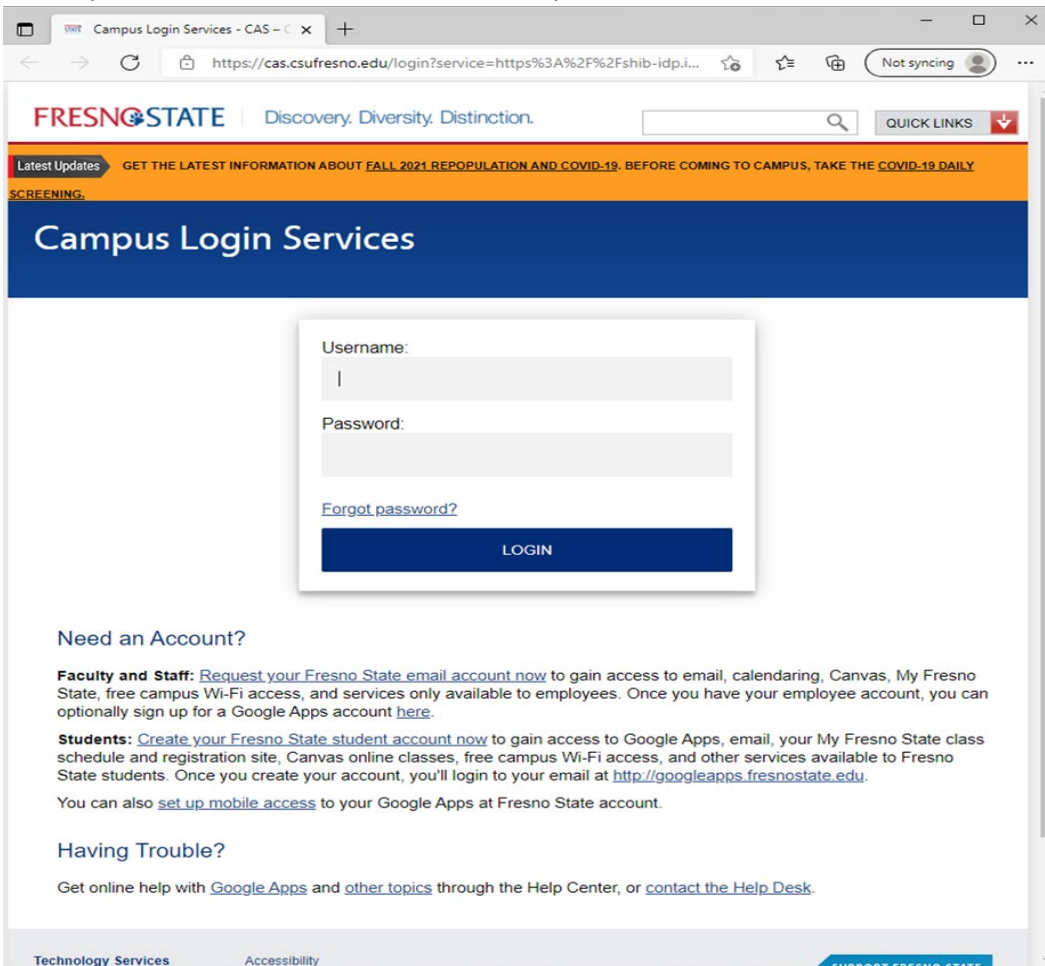 Campus Login Services - CAS – C
https://cas.csufresno.edu/login?service=https%3A%2F%2Fshib-idp.i...
Not syncing
FRESNO STATE Discovery. Diversity. Distinction.
QUICK LINKS
Latest Updates GET THE LATEST INFORMATION ABOUT FALL 2021 REPOPULATION AND COVID-19. BEFORE COMING TO CAMPUS, TAKE THE COVID-19 DAILY
SCREENING.
Campus Login Services
Username:
Password:
Forgot password?
LOGIN
Need an Account?
Faculty and Staff: Request your Fresno State email account now to gain access to email, calendaring, Canvas, My Fresno
State, free campus Wi-Fi access, and services only available to employees. Once you have your employee account, you can
optionally sign up for a Google Apps account here.
Students: Create your Fresno State student account now to gain access to Google Apps, email, your My Fresno State class
schedule and registration site, Canvas online classes, free campus Wi-Fi access, and other services available to Fresno
State students. Once you create your account, you'll login to your email at http://googleapps.fresnostate.edu.
You can also set up mobile access to your Google Apps at Fresno State account.
Having Trouble?
Get online help with Google Apps and other topics through the Help Center, or contact the Help Desk.
Technology Services Accessibility
SUPPORT FRESNO STATE